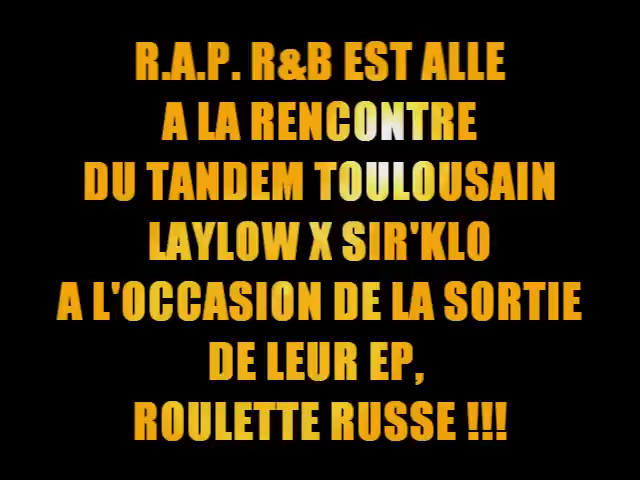 R.A.P. R&B EST ALLE
A LA RENCONTRE
DU TANDEM TOULOUSAIN
LAYLOW X SIR'KLO
A L'OCCASION DE LA SORTIE
DE LEUR EP,
ROULETTE RUSSE !!!